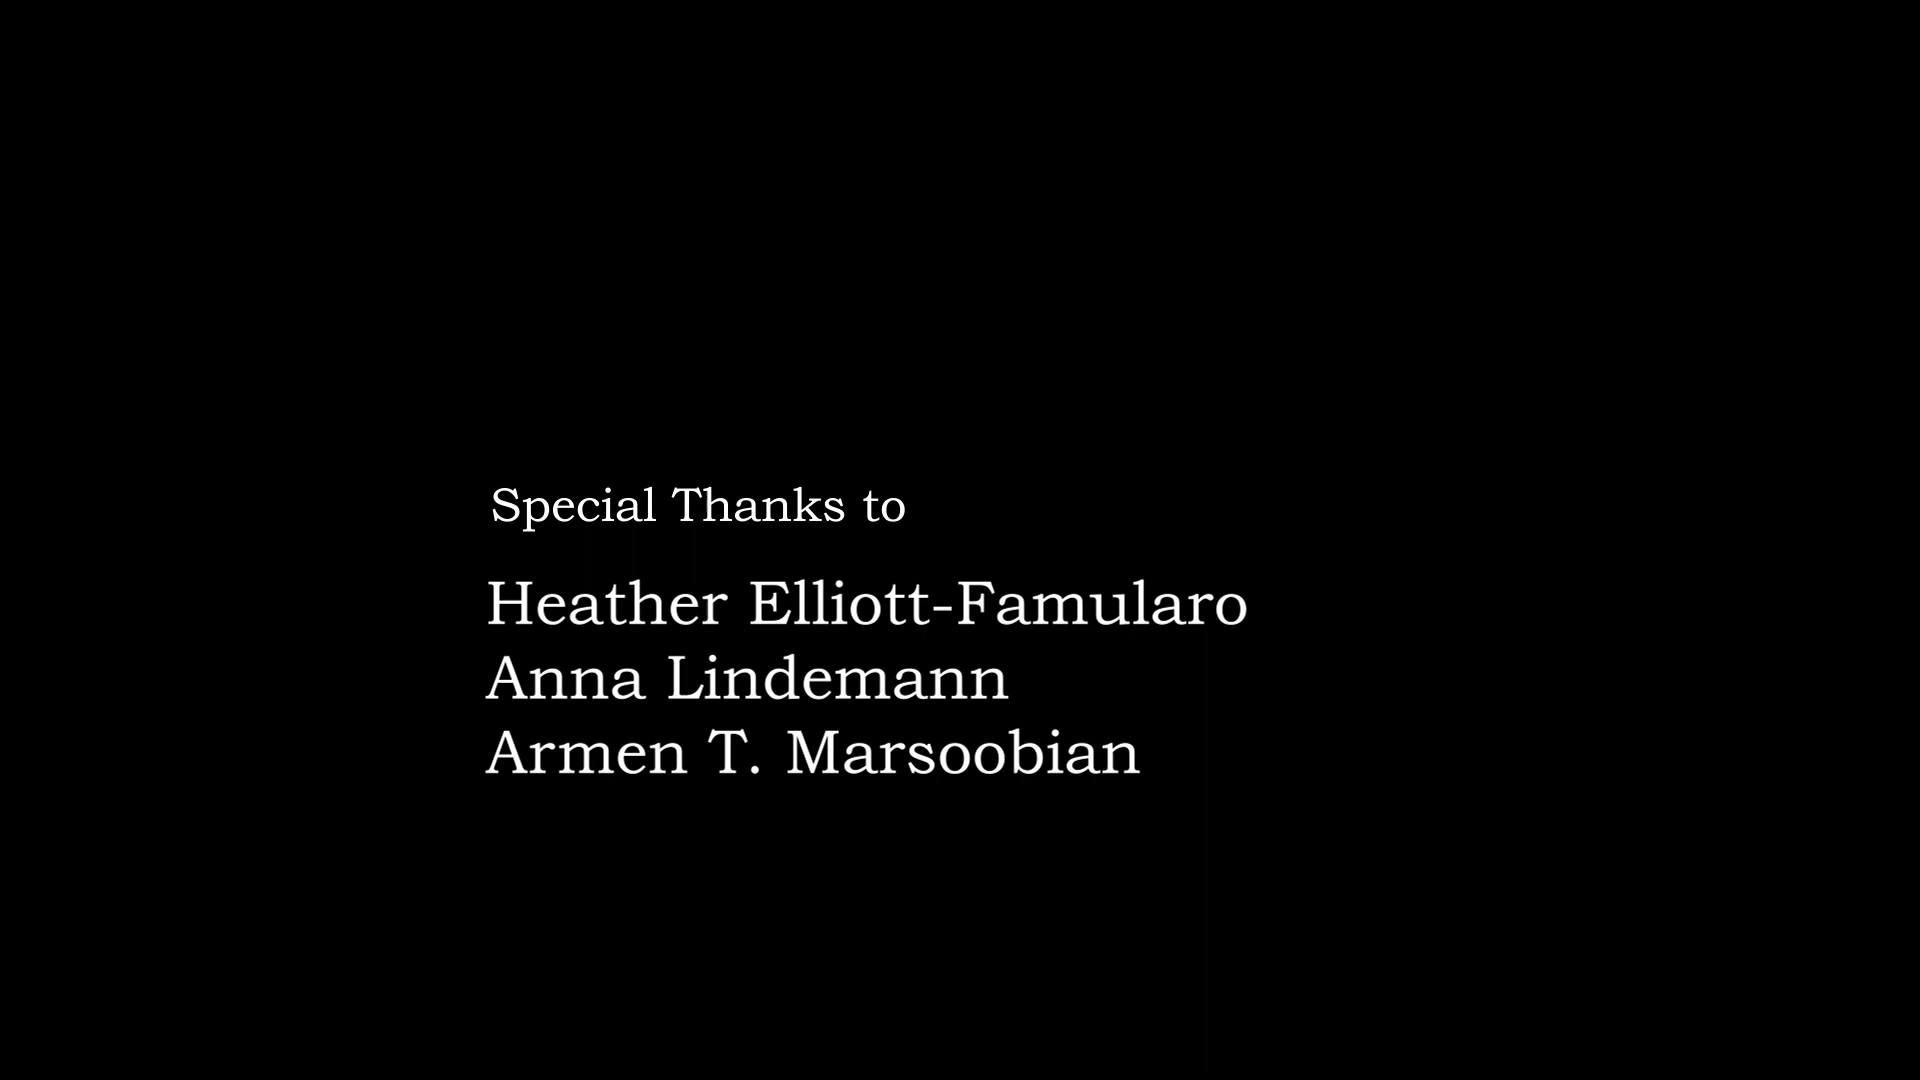 Special Thanks to
Heather Elliott-Famularo
Anna Lindemann
Armen T. Marsoobian